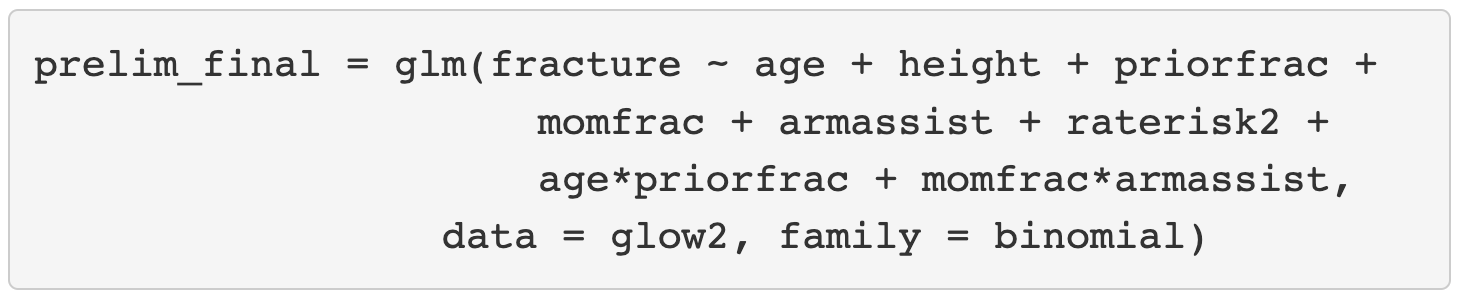 prelim_final = glm(fracture ~ age + height + priorfrac +
momfrac + armassist + raterisk2 +
age*priorfrac + momfrac*armassist,
data = glow2, family = binomial)